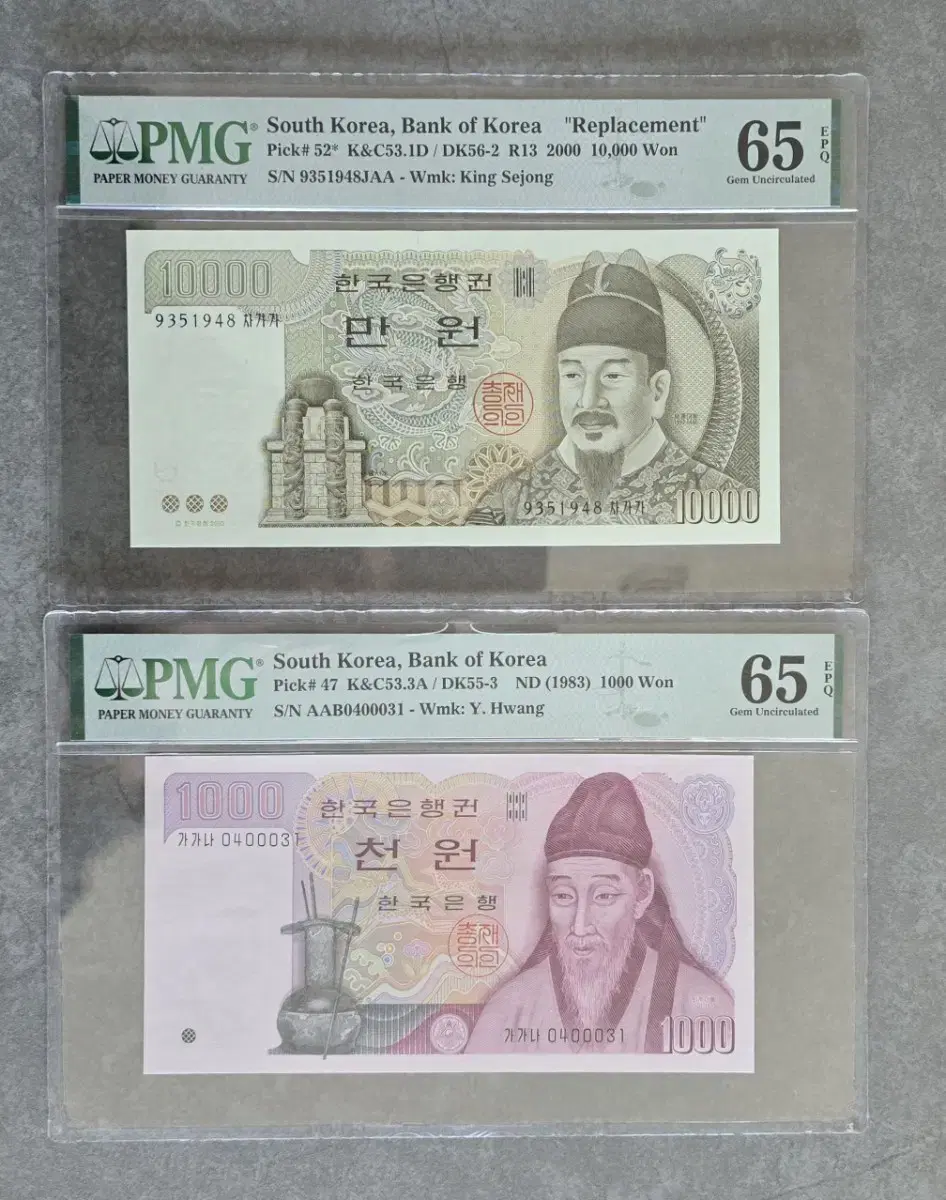 PMG®
PAPER MONEY GUARANTY
South Korea, Bank of Korea "Replacement"
Pick# 52* K&C53.1D / DK56-2 R13 2000 10,000 Won
S/N 9351948JAA - Wmk: King Sejong
65
EPQ
Gem Uncirculated
10000
9351948 차가가
한국은행권
만 원
한국은행
총재의인
9351948 차가가
10000
PMG®
PAPER MONEY GUARANTY
South Korea, Bank of Korea
Pick# 47 K&C53.3A / DK55-3 ND (1983) 1000 Won
S/N AAB0400031 - Wmk: Y. Hwang
65
EPQ
Gem Uncirculated
1000
가가나 0400031
한국은행권
천 원
한국은행
총재의인
가가나 0400031
1000